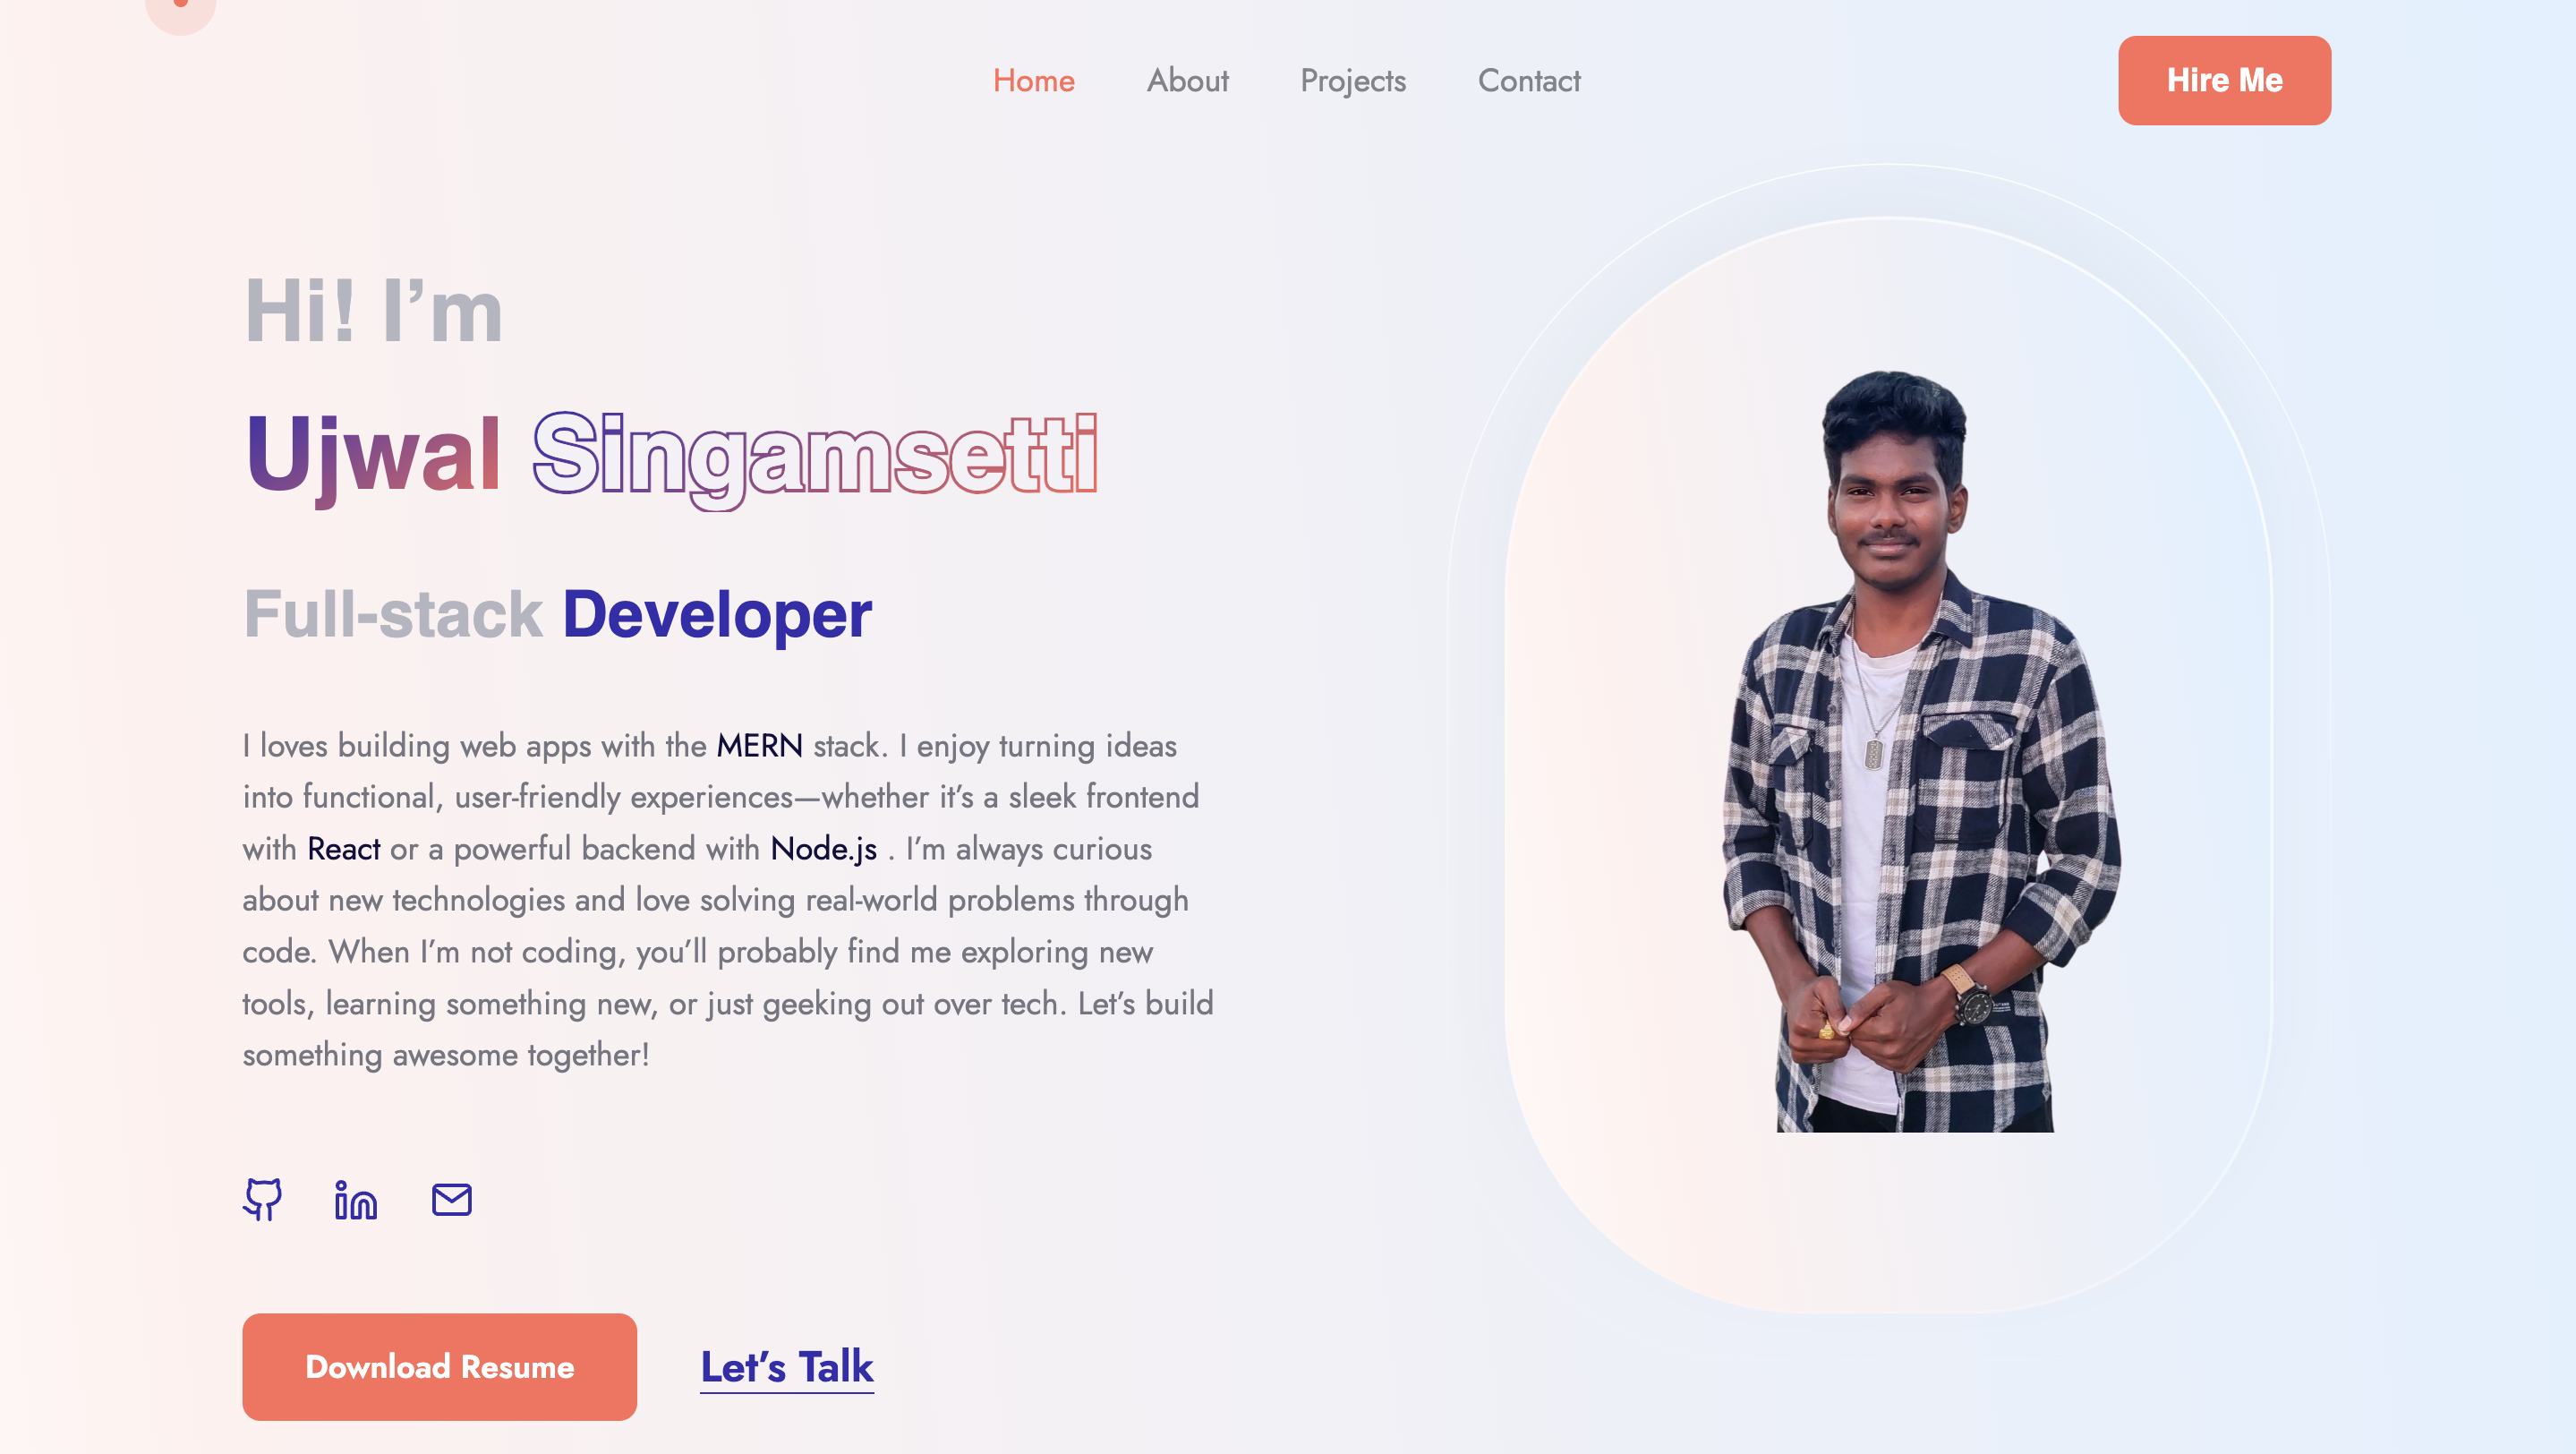 Home About Projects Contact Hire Me
Hi! I’m
Ujwal Singamsetti
Full-stack Developer
I loves building web apps with the MERN stack. I enjoy turning ideas
into functional, user-friendly experiences—whether it’s a sleek frontend
with React or a powerful backend with Node.js . I’m always curious
about new technologies and love solving real-world problems through
code. When I’m not coding, you’ll probably find me exploring new
tools, learning something new, or just geeking out over tech. Let’s build
something awesome together!
in
Download Resume Let’s Talk